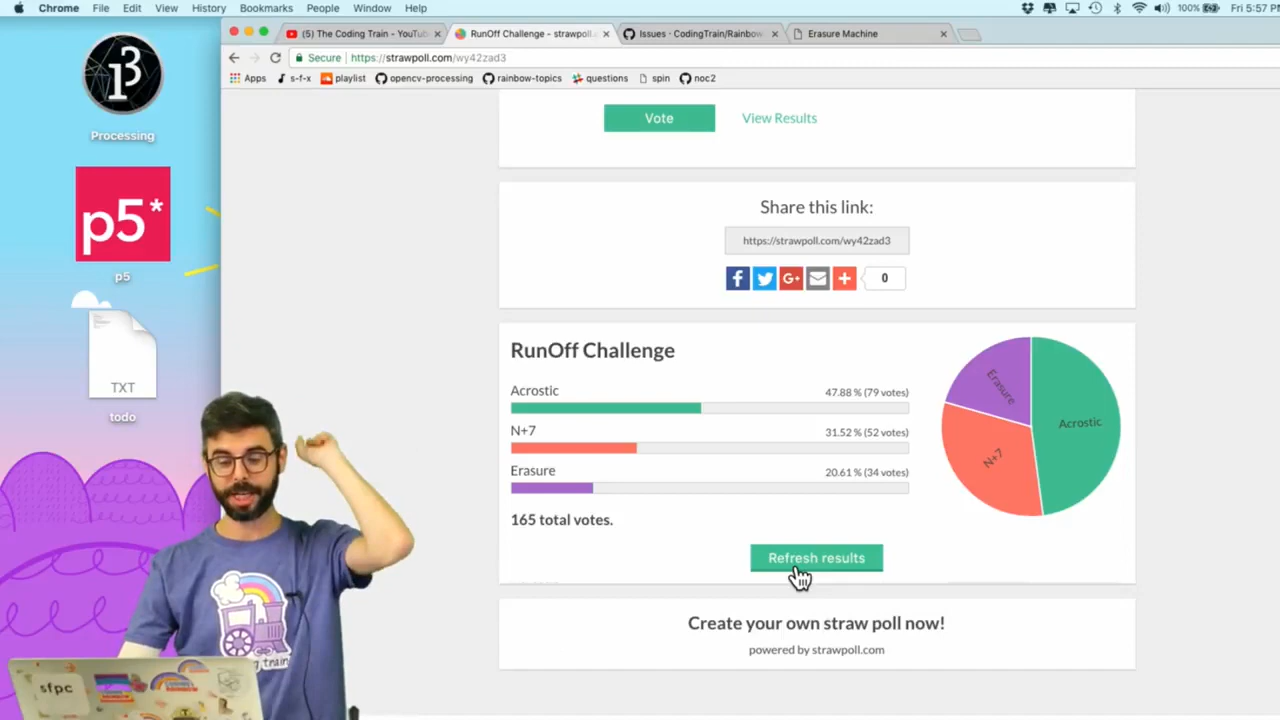 Chrome File Edit View History Bookmarks People Window Help 100% Fri 5:57 P
(5) The Coding Train - YouTub RunOff Challenge - strawpoll.c Issues · CodingTrain/Rainbow Erasure Machine
Secure https://strawpoll.com/wy42zad3
Apps s-f-x playlist opencv-processing rainbow-topics questions spin noc2
Processing
p5*
p5
TXT
todo
Vote View Results
Share this link:
https://strawpoll.com/wy42zad3
0
RunOff Challenge
Acrostic 47.88 % (79 votes)
N+7 31.52 % (52 votes)
Erasure 20.61 % (34 votes)
165 total votes.
Erasure
Acrostic
N+7
Refresh results
Create your own straw poll now!
powered by strawpoll.com
sfpc
train